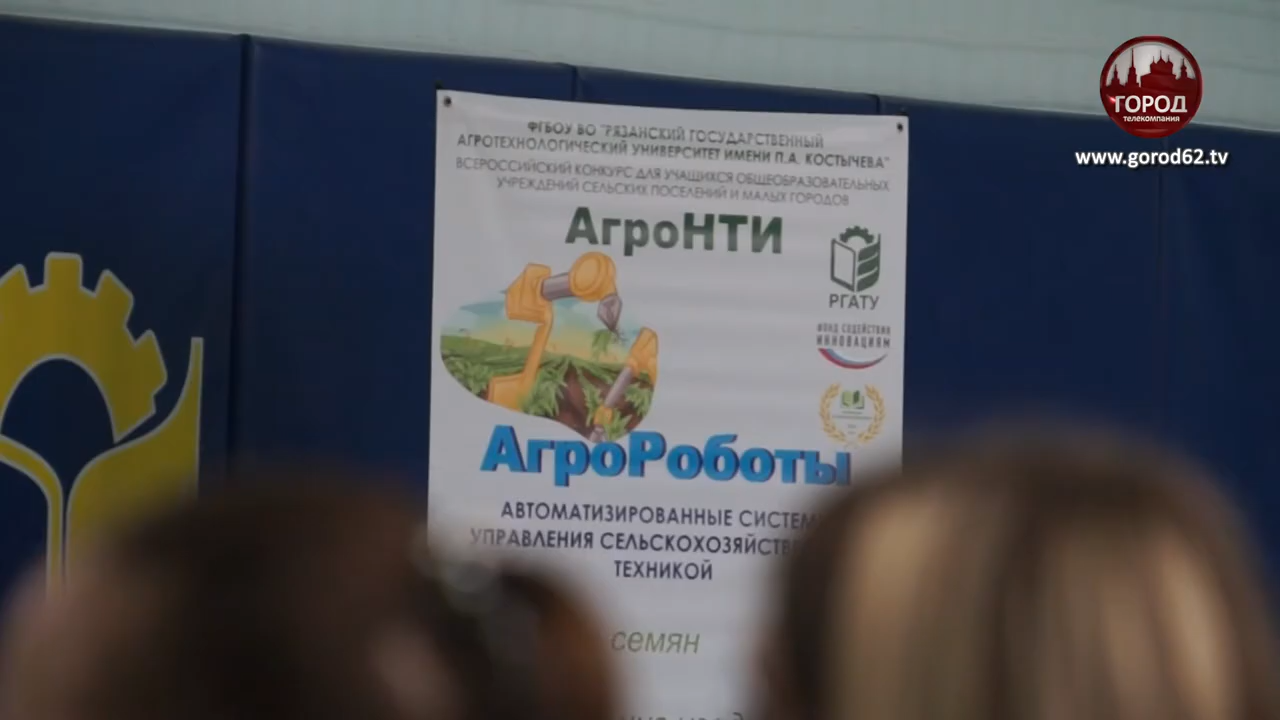 ГОРОД
телекомпания
www.gorod62.tv
ФГБОУ ВО "РЯЗАНСКИЙ ГОСУДАРСТВЕННЫЙ
АГРОТЕХНОЛОГИЧЕСКИЙ УНИВЕРСИТЕТ ИМЕНИ П.А. КОСТЫЧЕВА"
ВСЕРОССИЙСКИЙ КОНКУРС ДЛЯ УЧАЩИХСЯ ОБЩЕОБРАЗОВАТЕЛЬНЫХ
УЧРЕЖДЕНИЙ СЕЛЬСКИХ ПОСЕЛЕНИЙ И МАЛЫХ ГОРОДОВ
АгроНТИ
РГАТУ
ФОНД СОДЕЙСТВИЯ
ИННОВАЦИЯМ
АгроРоботы
АВТОМАТИЗИРОВАННЫЕ СИСТЕМ
УПРАВЛЕНИЯ СЕЛЬСКОХОЗЯЙСТВ
ТЕХНИКОЙ
семян